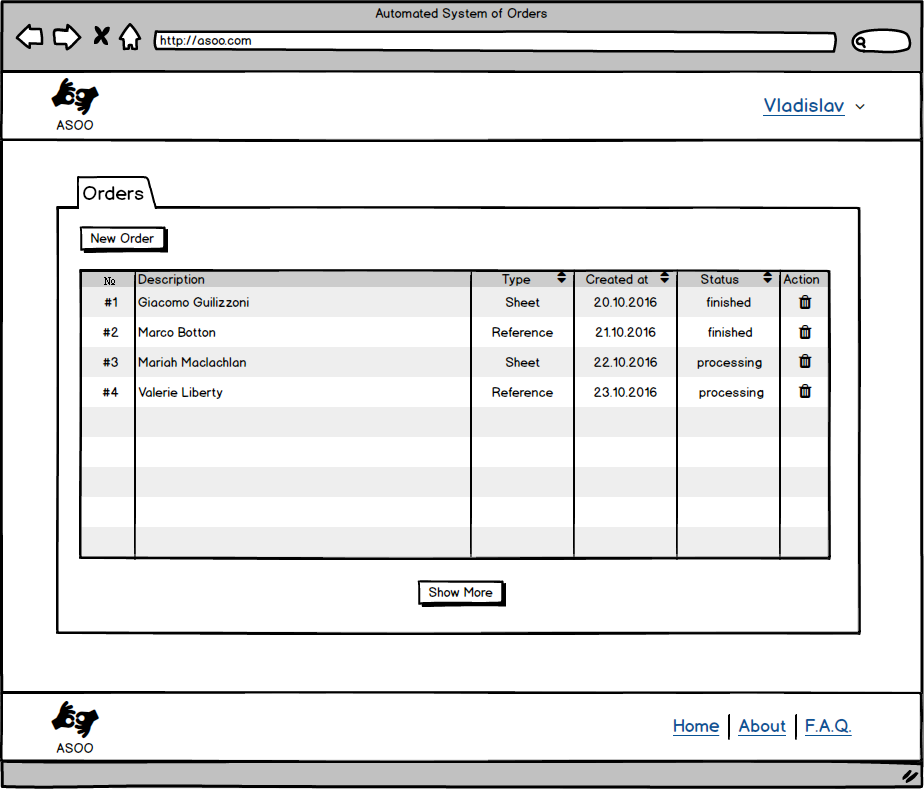 Automated System of Orders
http://asoo.com
ASOO
Vladislav
Orders
New Order
№ Description Type Created at Status Action
#1 Giacomo Guilizzoni Sheet 20.10.2016 finished
#2 Marco Botton Reference 21.10.2016 finished
#3 Mariah Maclachlan Sheet 22.10.2016 processing
#4 Valerie Liberty Reference 23.10.2016 processing
Show More
ASOO
Home About F.A.Q.